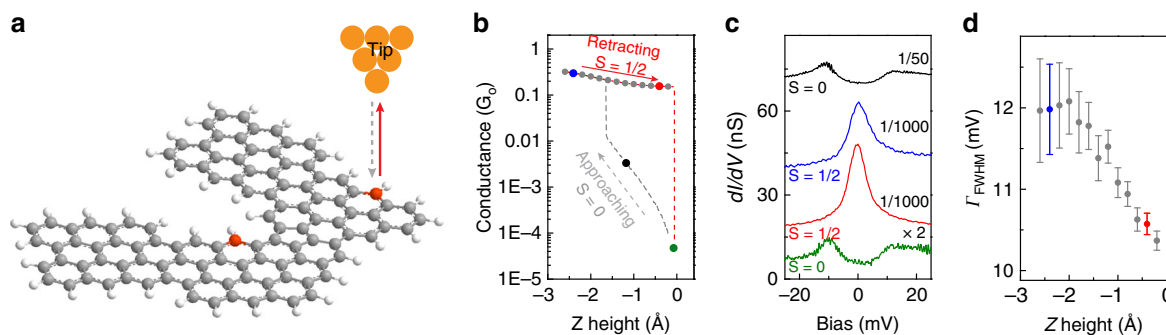 a
Tip
b
Conductance (G₀)
1
0.1
0.01
1E−3
1E−4
1E−5
Retracting
S = 1/2
Approaching
S = 0
−3
−2
−1
0
Z height (Å)
c
dI/dV (nS)
60
30
0
1/50
S = 0
1/1000
S = 1/2
1/1000
S = 1/2
× 2
S = 0
−20
0
20
Bias (mV)
d
Γ_FWHM (mV)
12
11
10
−3
−2
−1
0
Z height (Å)